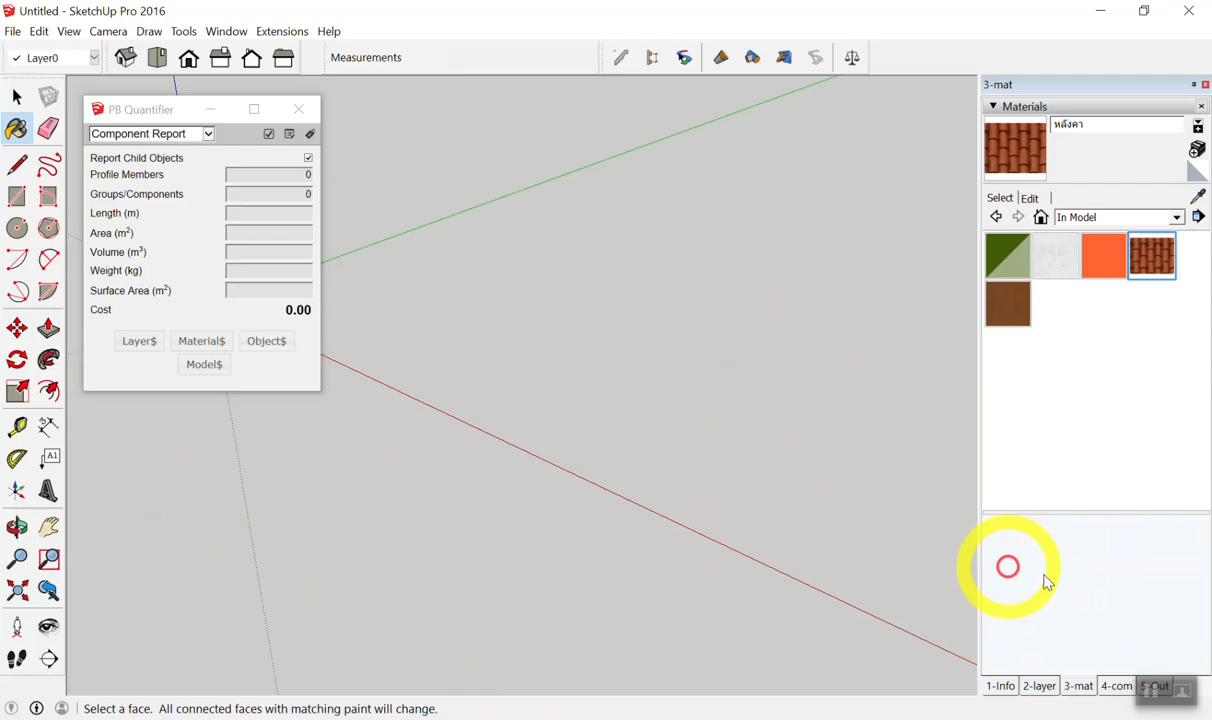 Untitled - SketchUp Pro 2016
File Edit View Camera Draw Tools Window Extensions Help
Layer0
Measurements
3-mat
Materials
หลังคา
Select Edit
In Model
PB Quantifier
Component Report
Report Child Objects
Profile Members 0
Groups/Components 0
Length (m)
Area (m²)
Volume (m³)
Weight (kg)
Surface Area (m²)
Cost 0.00
Layer$ Material$ Object$
Model$
A1
1-Info 2-layer 3-mat 4-com 5-Out
Select a face. All connected faces with matching paint will change.